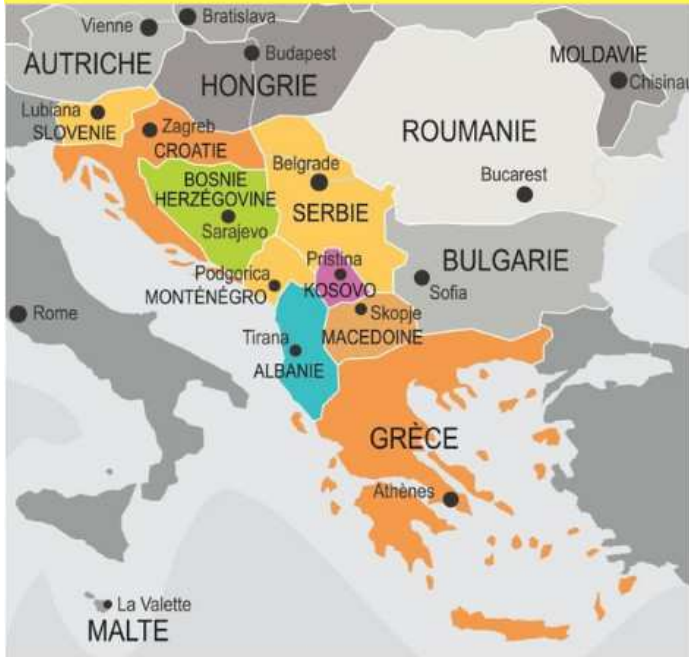 Bratislava
Vienne
Budapest
MOLDAVIE
AUTRICHE
HONGRIE
Chisinau
Lubiana
SLOVENIE
Zagreb
CROATIE
ROUMANIE
Belgrade
BOSNIE
HERZÉGOVINE
Bucarest
SERBIE
Sarajevo
Pristina
BULGARIE
Podgorica
KOSOVO
Sofia
MONTÉNÉGRO
Rome
Skopje
Tirana
MACEDOINE
ALBANIE
GRÈCE
Athènes
La Valette
MALTE